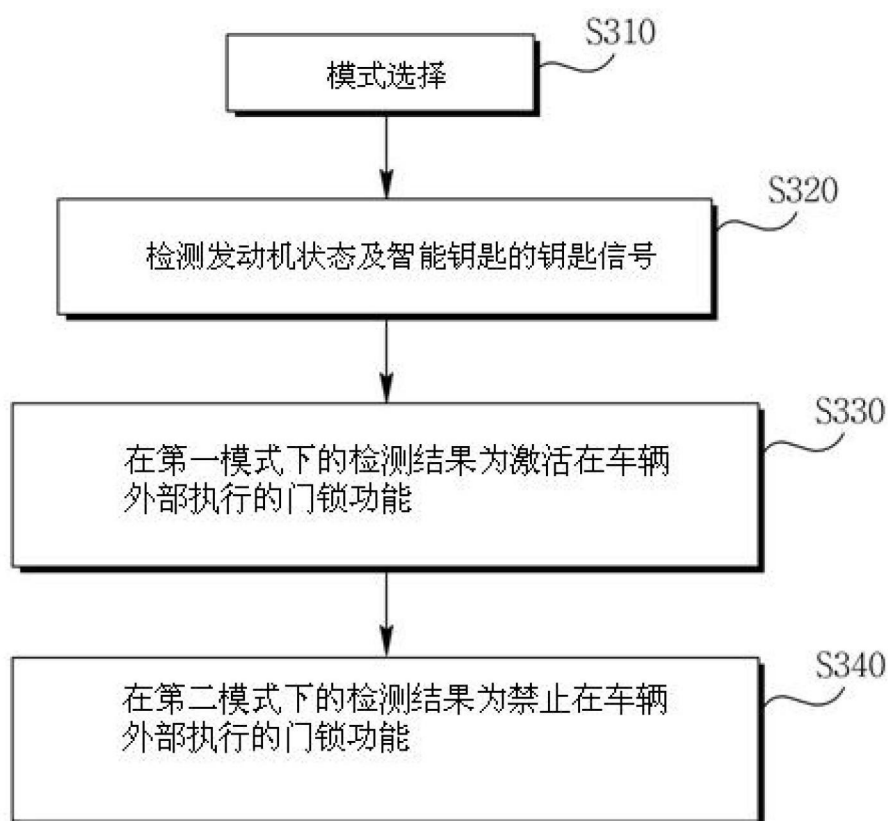 S310
模式选择
S320
检测发动机状态及智能钥匙的钥匙信号
S330
在第一模式下的检测结果为激活在车辆
外部执行的门锁功能
S340
在第二模式下的检测结果为禁止在车辆
外部执行的门锁功能